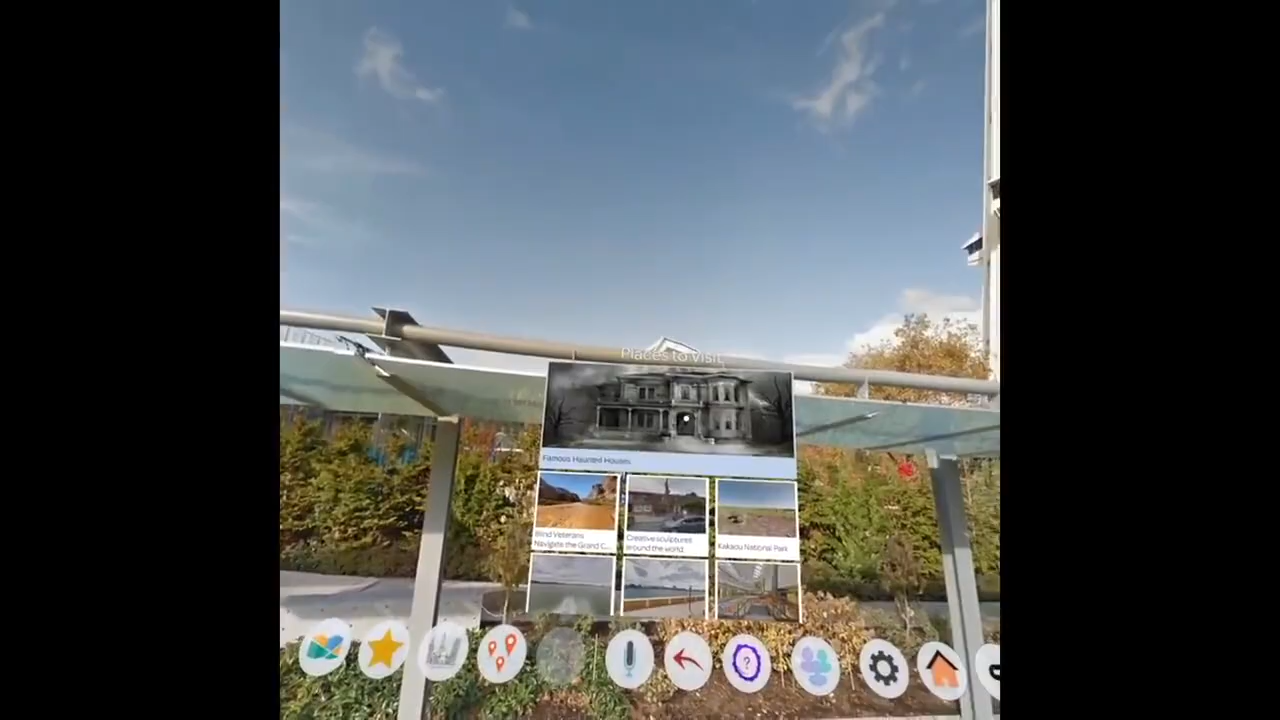 Places to visit
Famous Haunted Houses
Blind Veterans
Navigate the Grand C...
Creative sculptures
around the world
Kakadu National Park
?